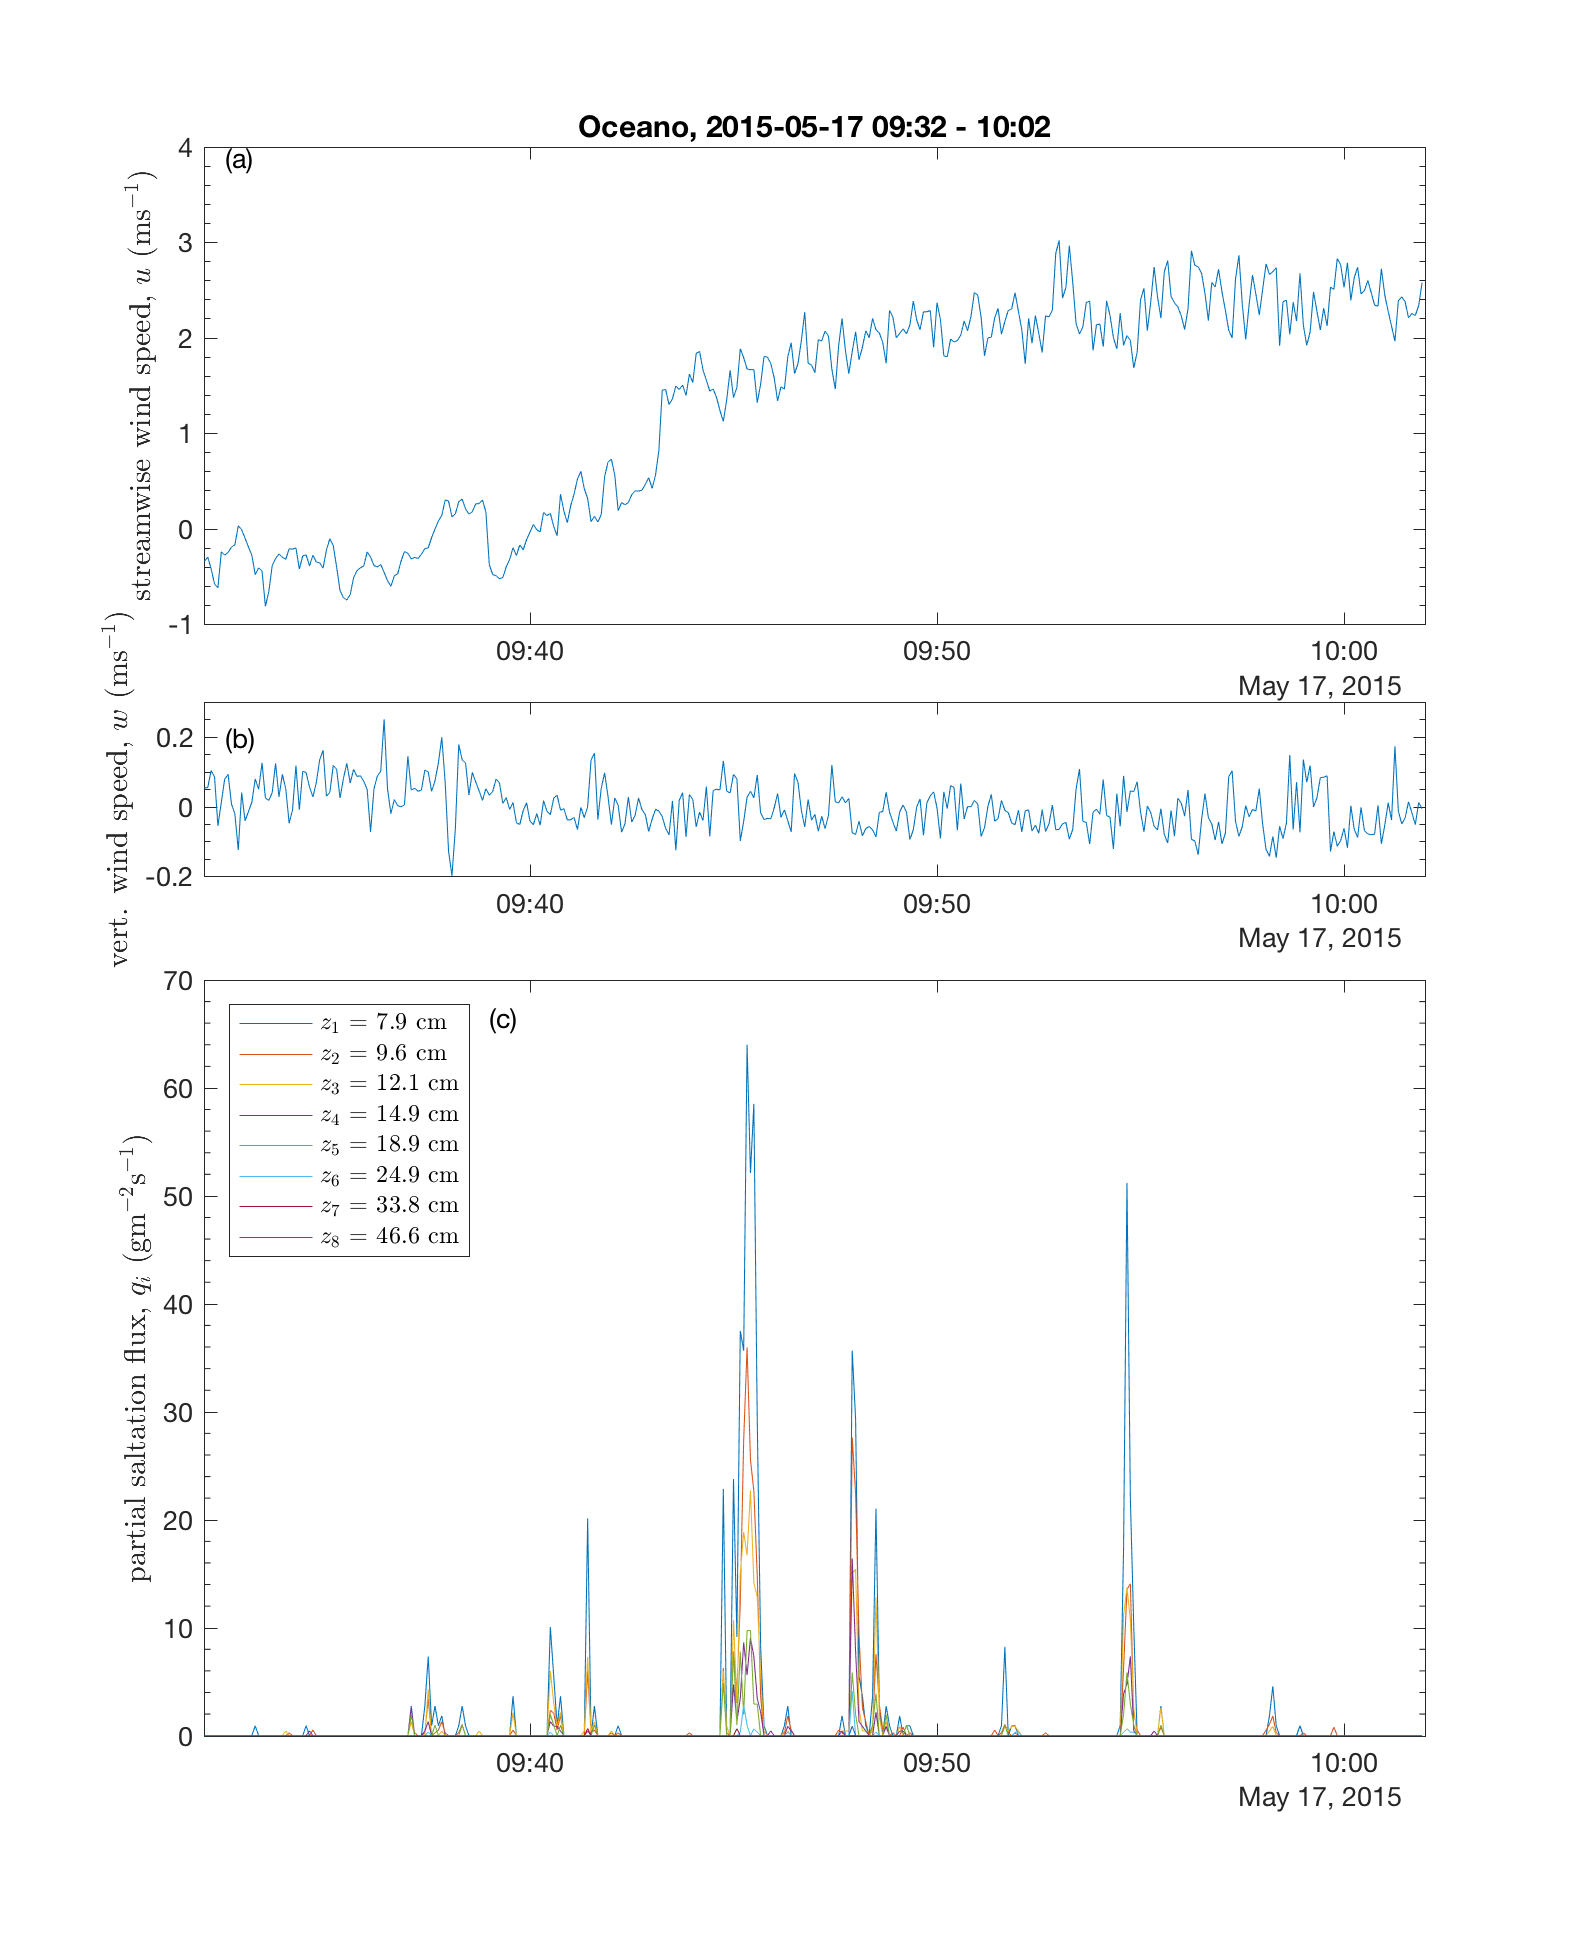 Oceano, 2015-05-17 09:32 - 10:02
(a)
streamwise wind speed, u (ms⁻¹)
4
3
2
1
0
-1
09:40 09:50 10:00
May 17, 2015
(b)
vert. wind speed, w (ms⁻¹)
0.2
0
-0.2
09:40 09:50 10:00
May 17, 2015
(c)
partial saltation flux, qᵢ (gm⁻²s⁻¹)
70
60
50
40
30
20
10
0
z₁ = 7.9 cm
z₂ = 9.6 cm
z₃ = 12.1 cm
z₄ = 14.9 cm
z₅ = 18.9 cm
z₆ = 24.9 cm
z₇ = 33.8 cm
z₈ = 46.6 cm
09:40 09:50 10:00
May 17, 2015